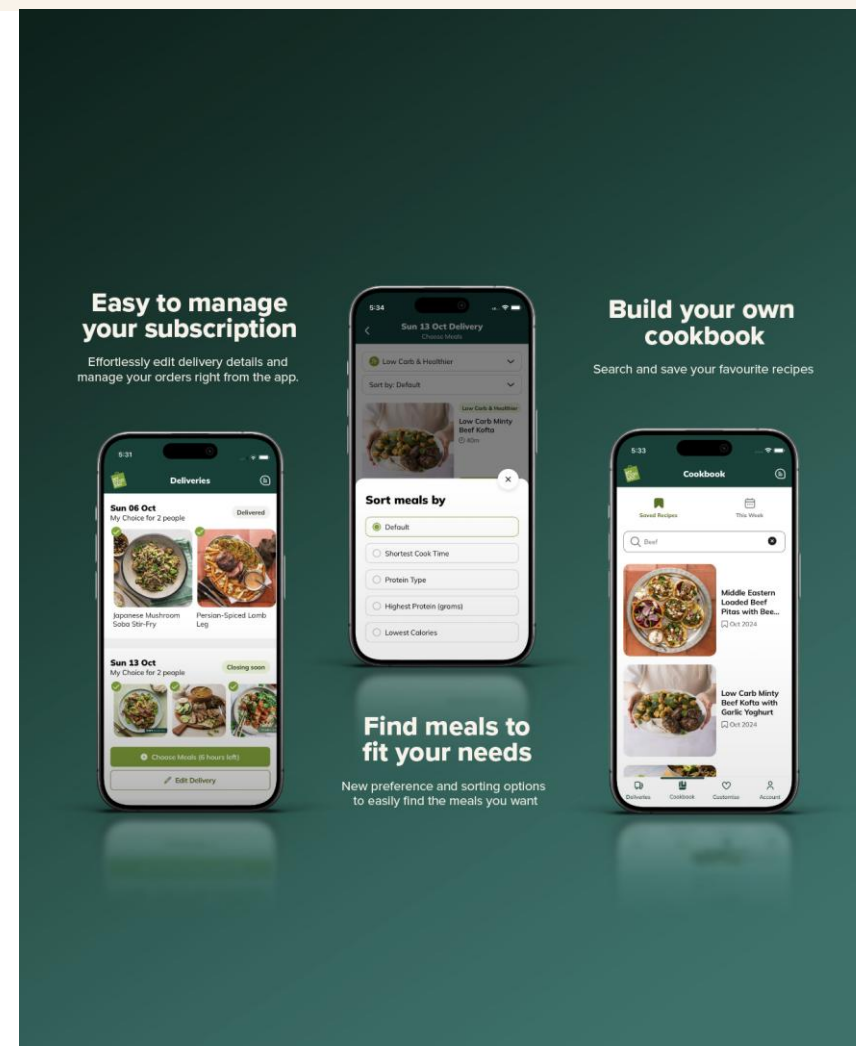 Easy to manage
your subscription
Effortlessly edit delivery details and
manage your orders right from the app.
5:31
Deliveries
Sun 06 Oct
My Choice for 2 people
Delivered
Japanese Mushroom
Soba Stir-Fry
Persian-Spiced Lamb
Leg
Sun 13 Oct
My Choice for 2 people
Closing soon
Choose Meals (6 hours left)
Edit Delivery
5:34
Sun 13 Oct Delivery
Choose Meals
Low Carb & Healthier
Sort by: Default
Low Carb & Healthier
Low Carb Minty
Beef Kofta
40m
Sort meals by
Default
Shortest Cook Time
Protein Type
Highest Protein (grams)
Lowest Calories
Find meals to
fit your needs
New preference and sorting options
to easily find the meals you want
Build your own
cookbook
Search and save your favourite recipes
5:33
Cookbook
Saved Recipes
This Week
Beef
Middle Eastern
Loaded Beef
Pitas with Bee...
Oct 2024
Low Carb Minty
Beef Kofta with
Garlic Yoghurt
Oct 2024
Deliveries
Cookbook
Customise
Account